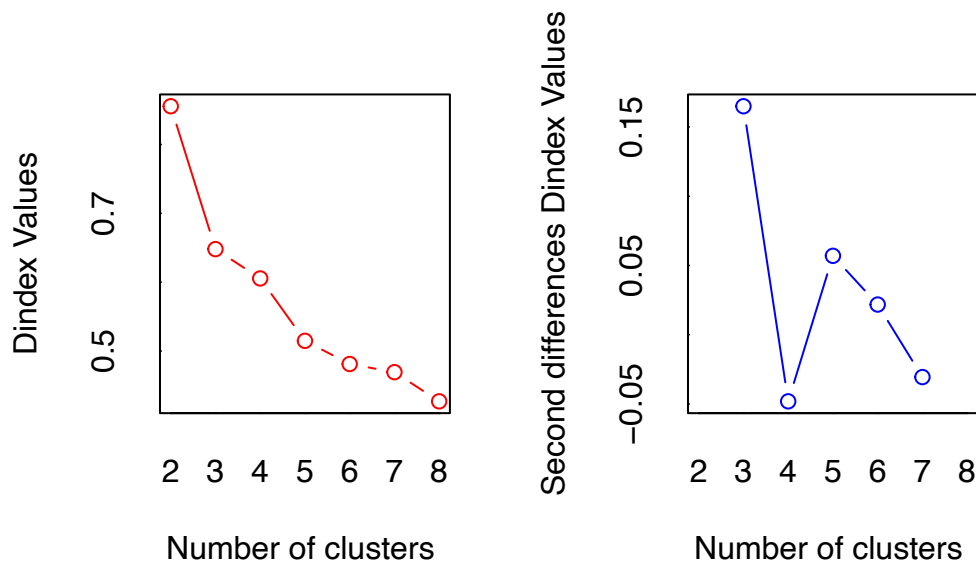 Dindex Values
0.7
0.5
2 3 4 5 6 7 8
Number of clusters
Second differences Dindex Values
0.15
0.05
−0.05
2 3 4 5 6 7 8
Number of clusters